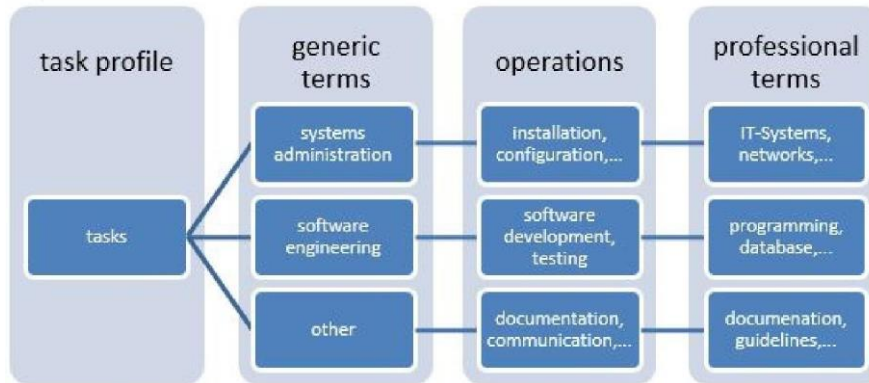 task profile
generic
terms
operations
professional
terms
systems
administration
installation,
configuration,...
IT-Systems,
networks,...
tasks
software
engineering
software
development,
testing
programming,
database,...
other
documentation,
communication,...
documenation,
guidelines,...